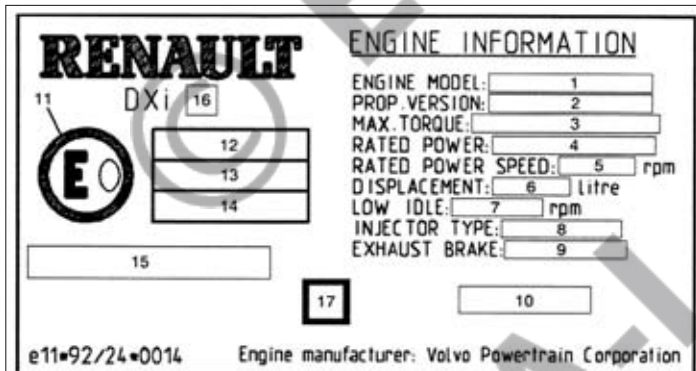 RENAULT
DXi 16
11
E
12
13
14
15
ENGINE INFORMATION
ENGINE MODEL: 1
PROP.VERSION: 2
MAX.TORQUE: 3
RATED POWER: 4
RATED POWER SPEED: 5 rpm
DISPLACEMENT: 6 litre
LOW IDLE: 7 rpm
INJECTOR TYPE: 8
EXHAUST BRAKE: 9
17
10
e11*92/24*0014 Engine manufacturer: Volvo Powertrain Corporation